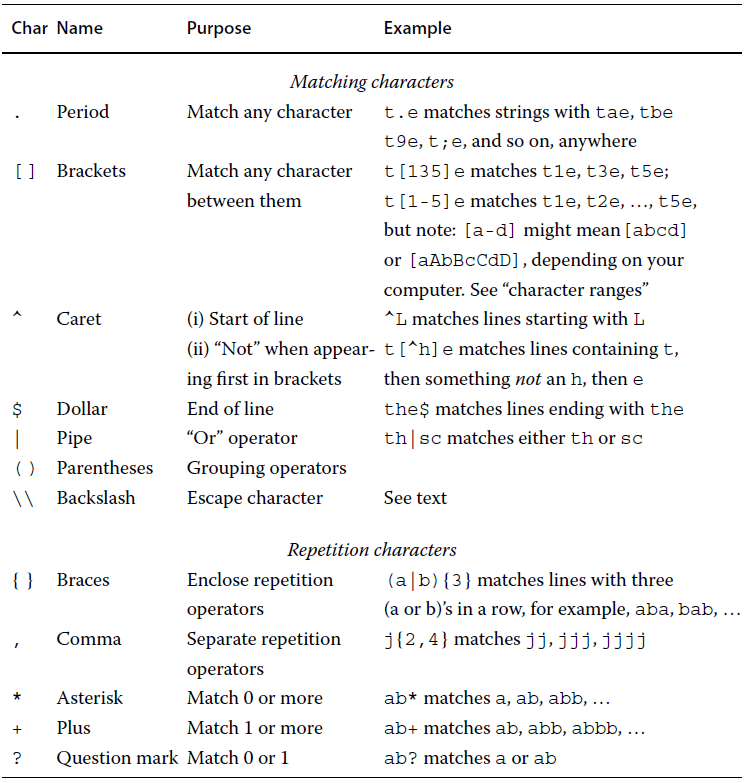 Char Name Purpose Example
Matching characters
. Period Match any character t.e matches strings with tae, tbe
t9e, t;e, and so on, anywhere
[] Brackets Match any character t[135]e matches t1e, t3e, t5e;
between them t[1-5]e matches t1e, t2e, …, t5e,
but note: [a-d] might mean [abcd]
or [aAbBcCdD], depending on your
computer. See “character ranges”
^ Caret (i) Start of line ^L matches lines starting with L
(ii) “Not” when appear- t[^h]e matches lines containing t,
ing first in brackets then something not an h, then e
$ Dollar End of line the$ matches lines ending with the
| Pipe “Or” operator th|sc matches either th or sc
() Parentheses Grouping operators
\\ Backslash Escape character See text
Repetition characters
{} Braces Enclose repetition (a|b){3} matches lines with three
operators (a or b)’s in a row, for example, aba, bab, …
, Comma Separate repetition j{2,4} matches jj, jjj, jjjj
operators
* Asterisk Match 0 or more ab* matches a, ab, abb, …
+ Plus Match 1 or more ab+ matches ab, abb, abbb, …
? Question mark Match 0 or 1 ab? matches a or ab